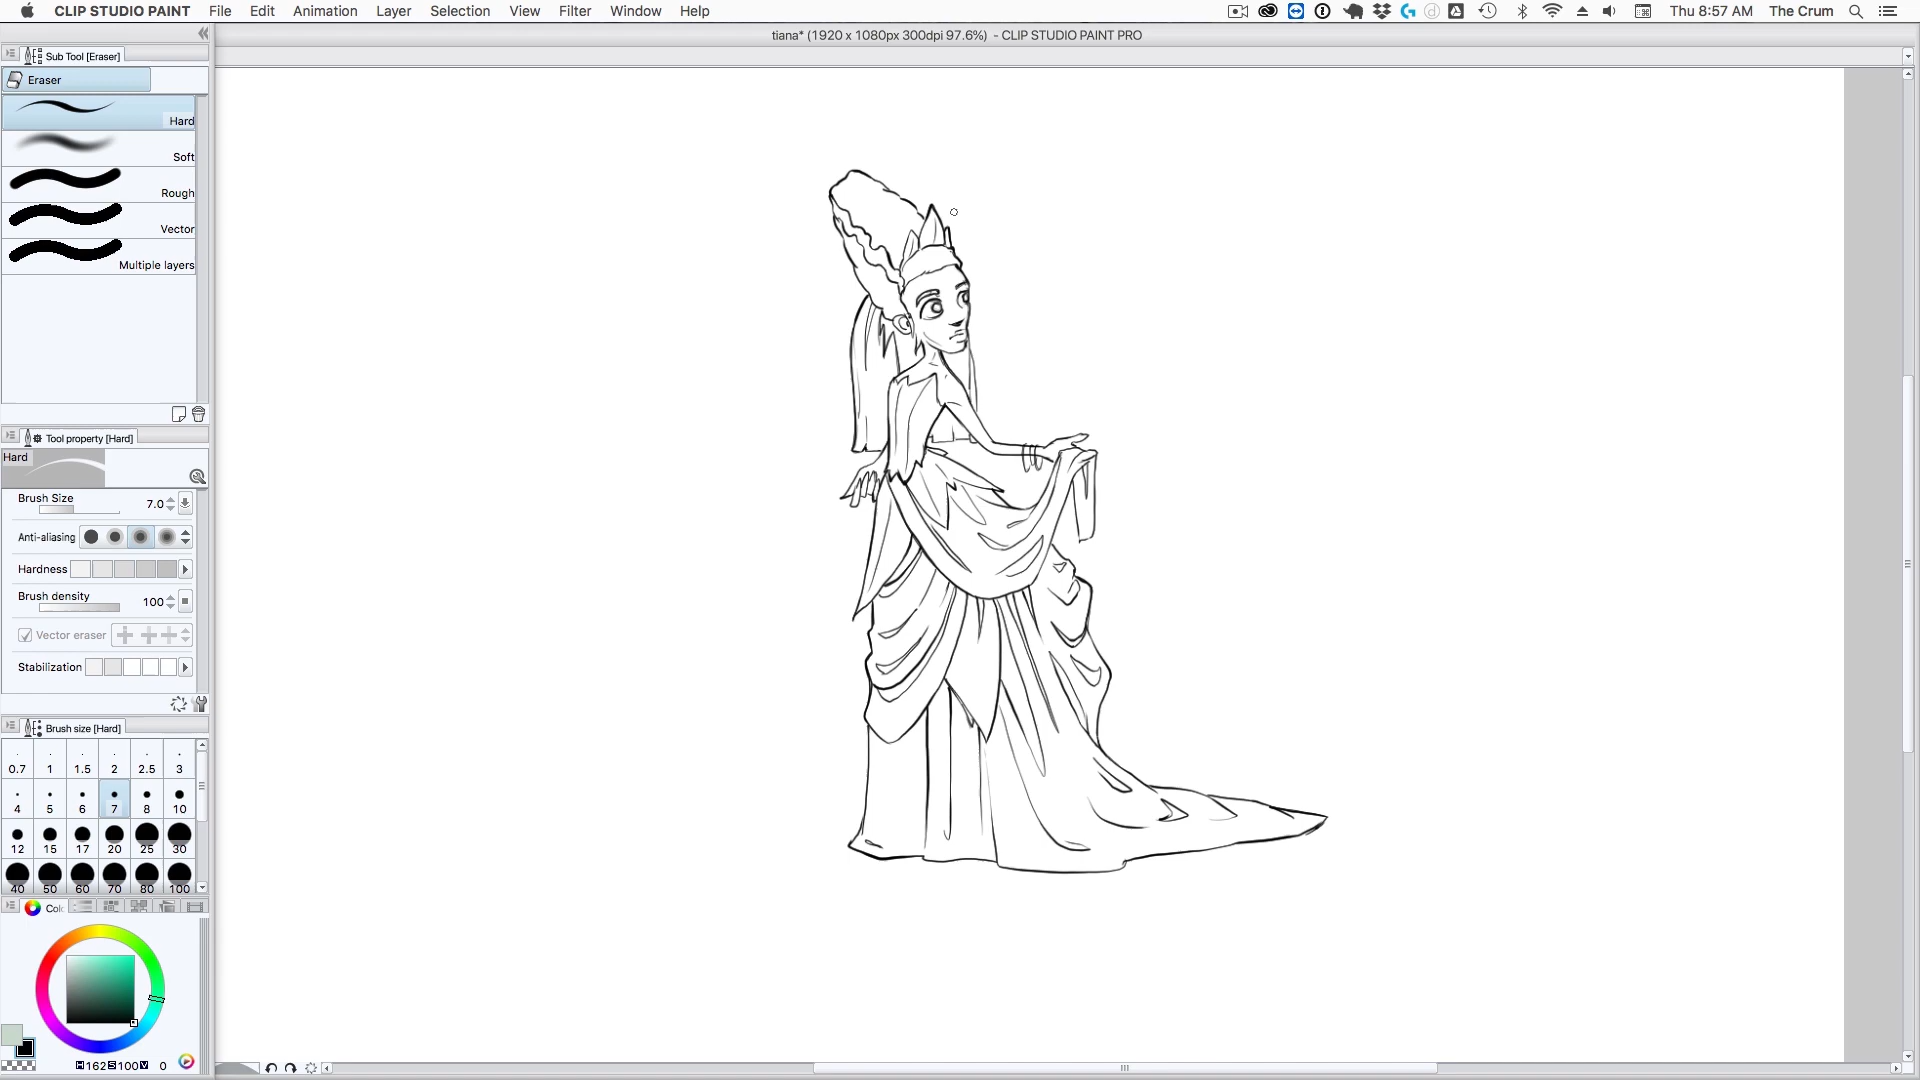 CLIP STUDIO PAINT File Edit Animation Layer Selection View Filter Window Help Thu 8:57 AM The Crum
tiana* (1920 x 1080px 300dpi 97.6%) - CLIP STUDIO PAINT PRO
Sub Tool [Eraser]
Eraser
Hard
Soft
Rough
Vector
Multiple layers
Tool property [Hard]
Hard
Brush Size 7.0
Anti-aliasing
Hardness
Brush density 100
Vector eraser
Stabilization
Brush size [Hard]
0.7 1 1.5 2 2.5 3
4 5 6 7 8 10
12 15 17 20 25 30
40 50 60 70 80 100
Col
H 162 S 100 V 0